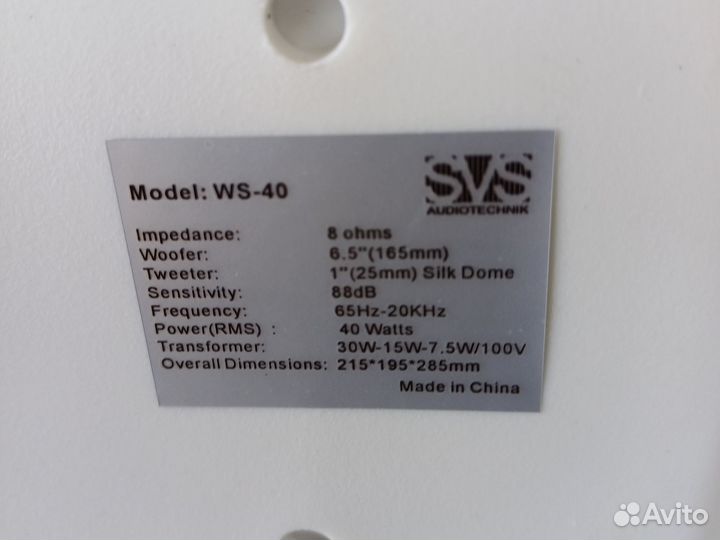 Model: WS-40
SVS
AUDIOTECHNIK
Impedance: 8 ohms
Woofer: 6.5"(165mm)
Tweeter: 1"(25mm) Silk Dome
Sensitivity: 88dB
Frequency: 65Hz-20KHz
Power(RMS) : 40 Watts
Transformer: 30W-15W-7.5W/100V
Overall Dimensions: 215*195*285mm
Made in China
Avito